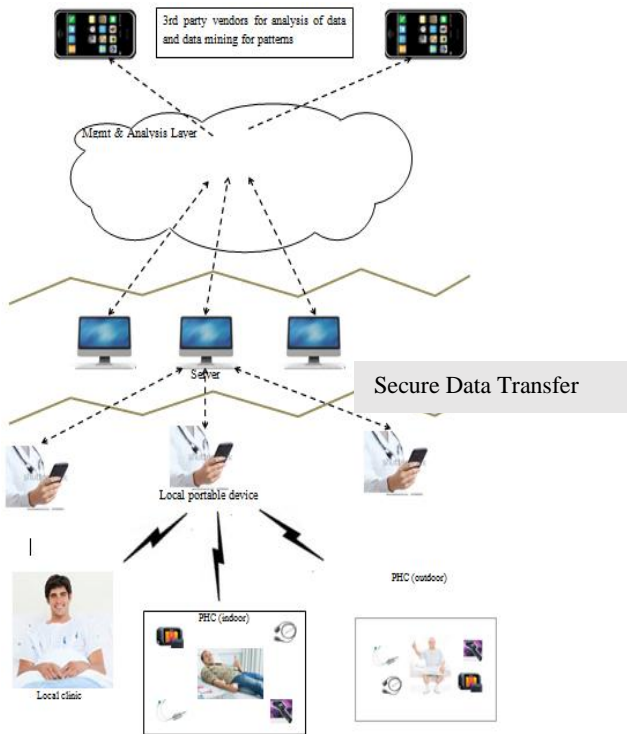 3rd party vendors for analysis of data
and data mining for patterns
Mgmt & Analysis Layer
Server
Secure Data Transfer
Local portable device
PHC (outdoor)
PHC (indoor)
Local clinic